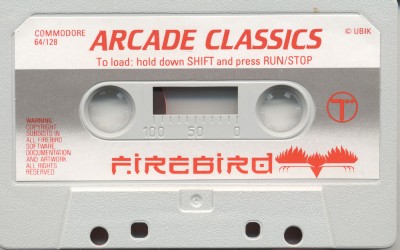 COMMODORE
64/128
ARCADE CLASSICS
© UBIK
To load: hold down SHIFT and press RUN/STOP
100 50 0
T
WARNING
COPYRIGHT
SUBSISTS IN
ALL FIREBIRD
SOFTWARE
DOCUMENTATION
AND ARTWORK
ALL RIGHTS
RESERVED
FIREBIRD